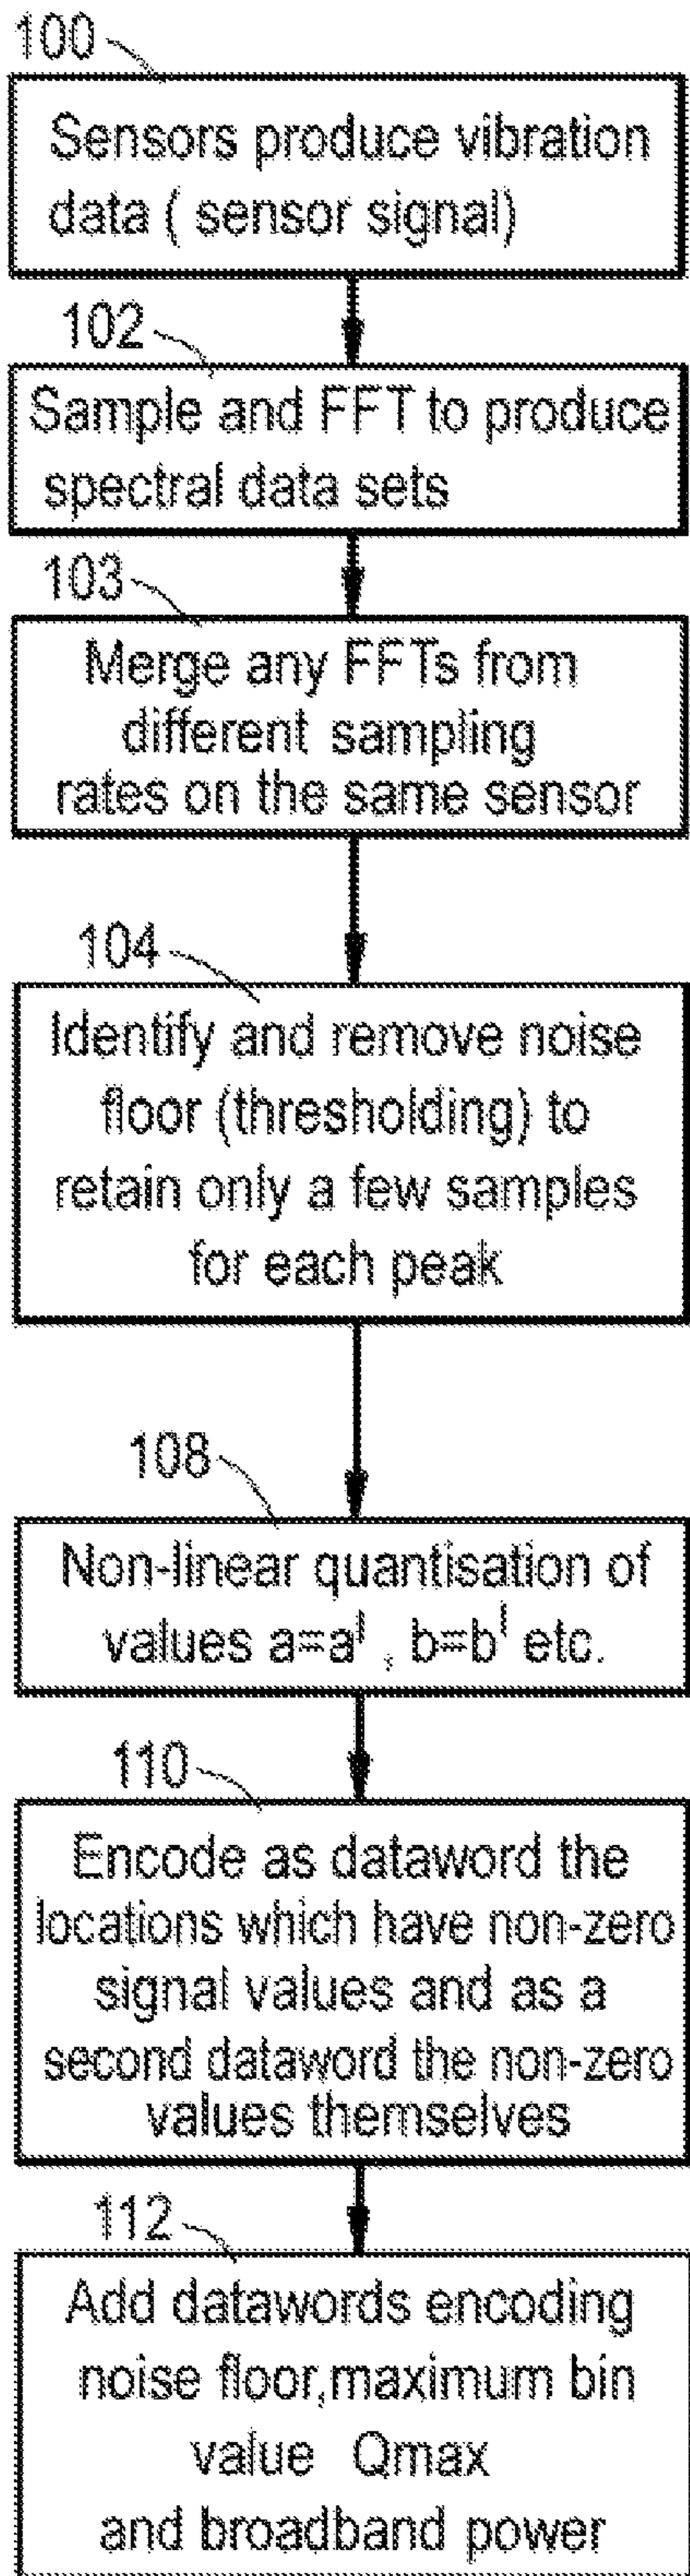 100
Sensors produce vibration
data ( sensor signal)
102
Sample and FFT to produce
spectral data sets
103
Merge any FFTs from
different sampling
rates on the same sensor
104
Identify and remove noise
floor (thresholding) to
retain only a few samples
for each peak
108
Non-linear quantisation of
values a=a' , b=b' etc.
110
Encode as dataword the
locations which have non-zero
signal values and as a
second dataword the non-zero
values themselves
112
Add datawords encoding
noise floor,maximum bin
value Qmax
and broadband power